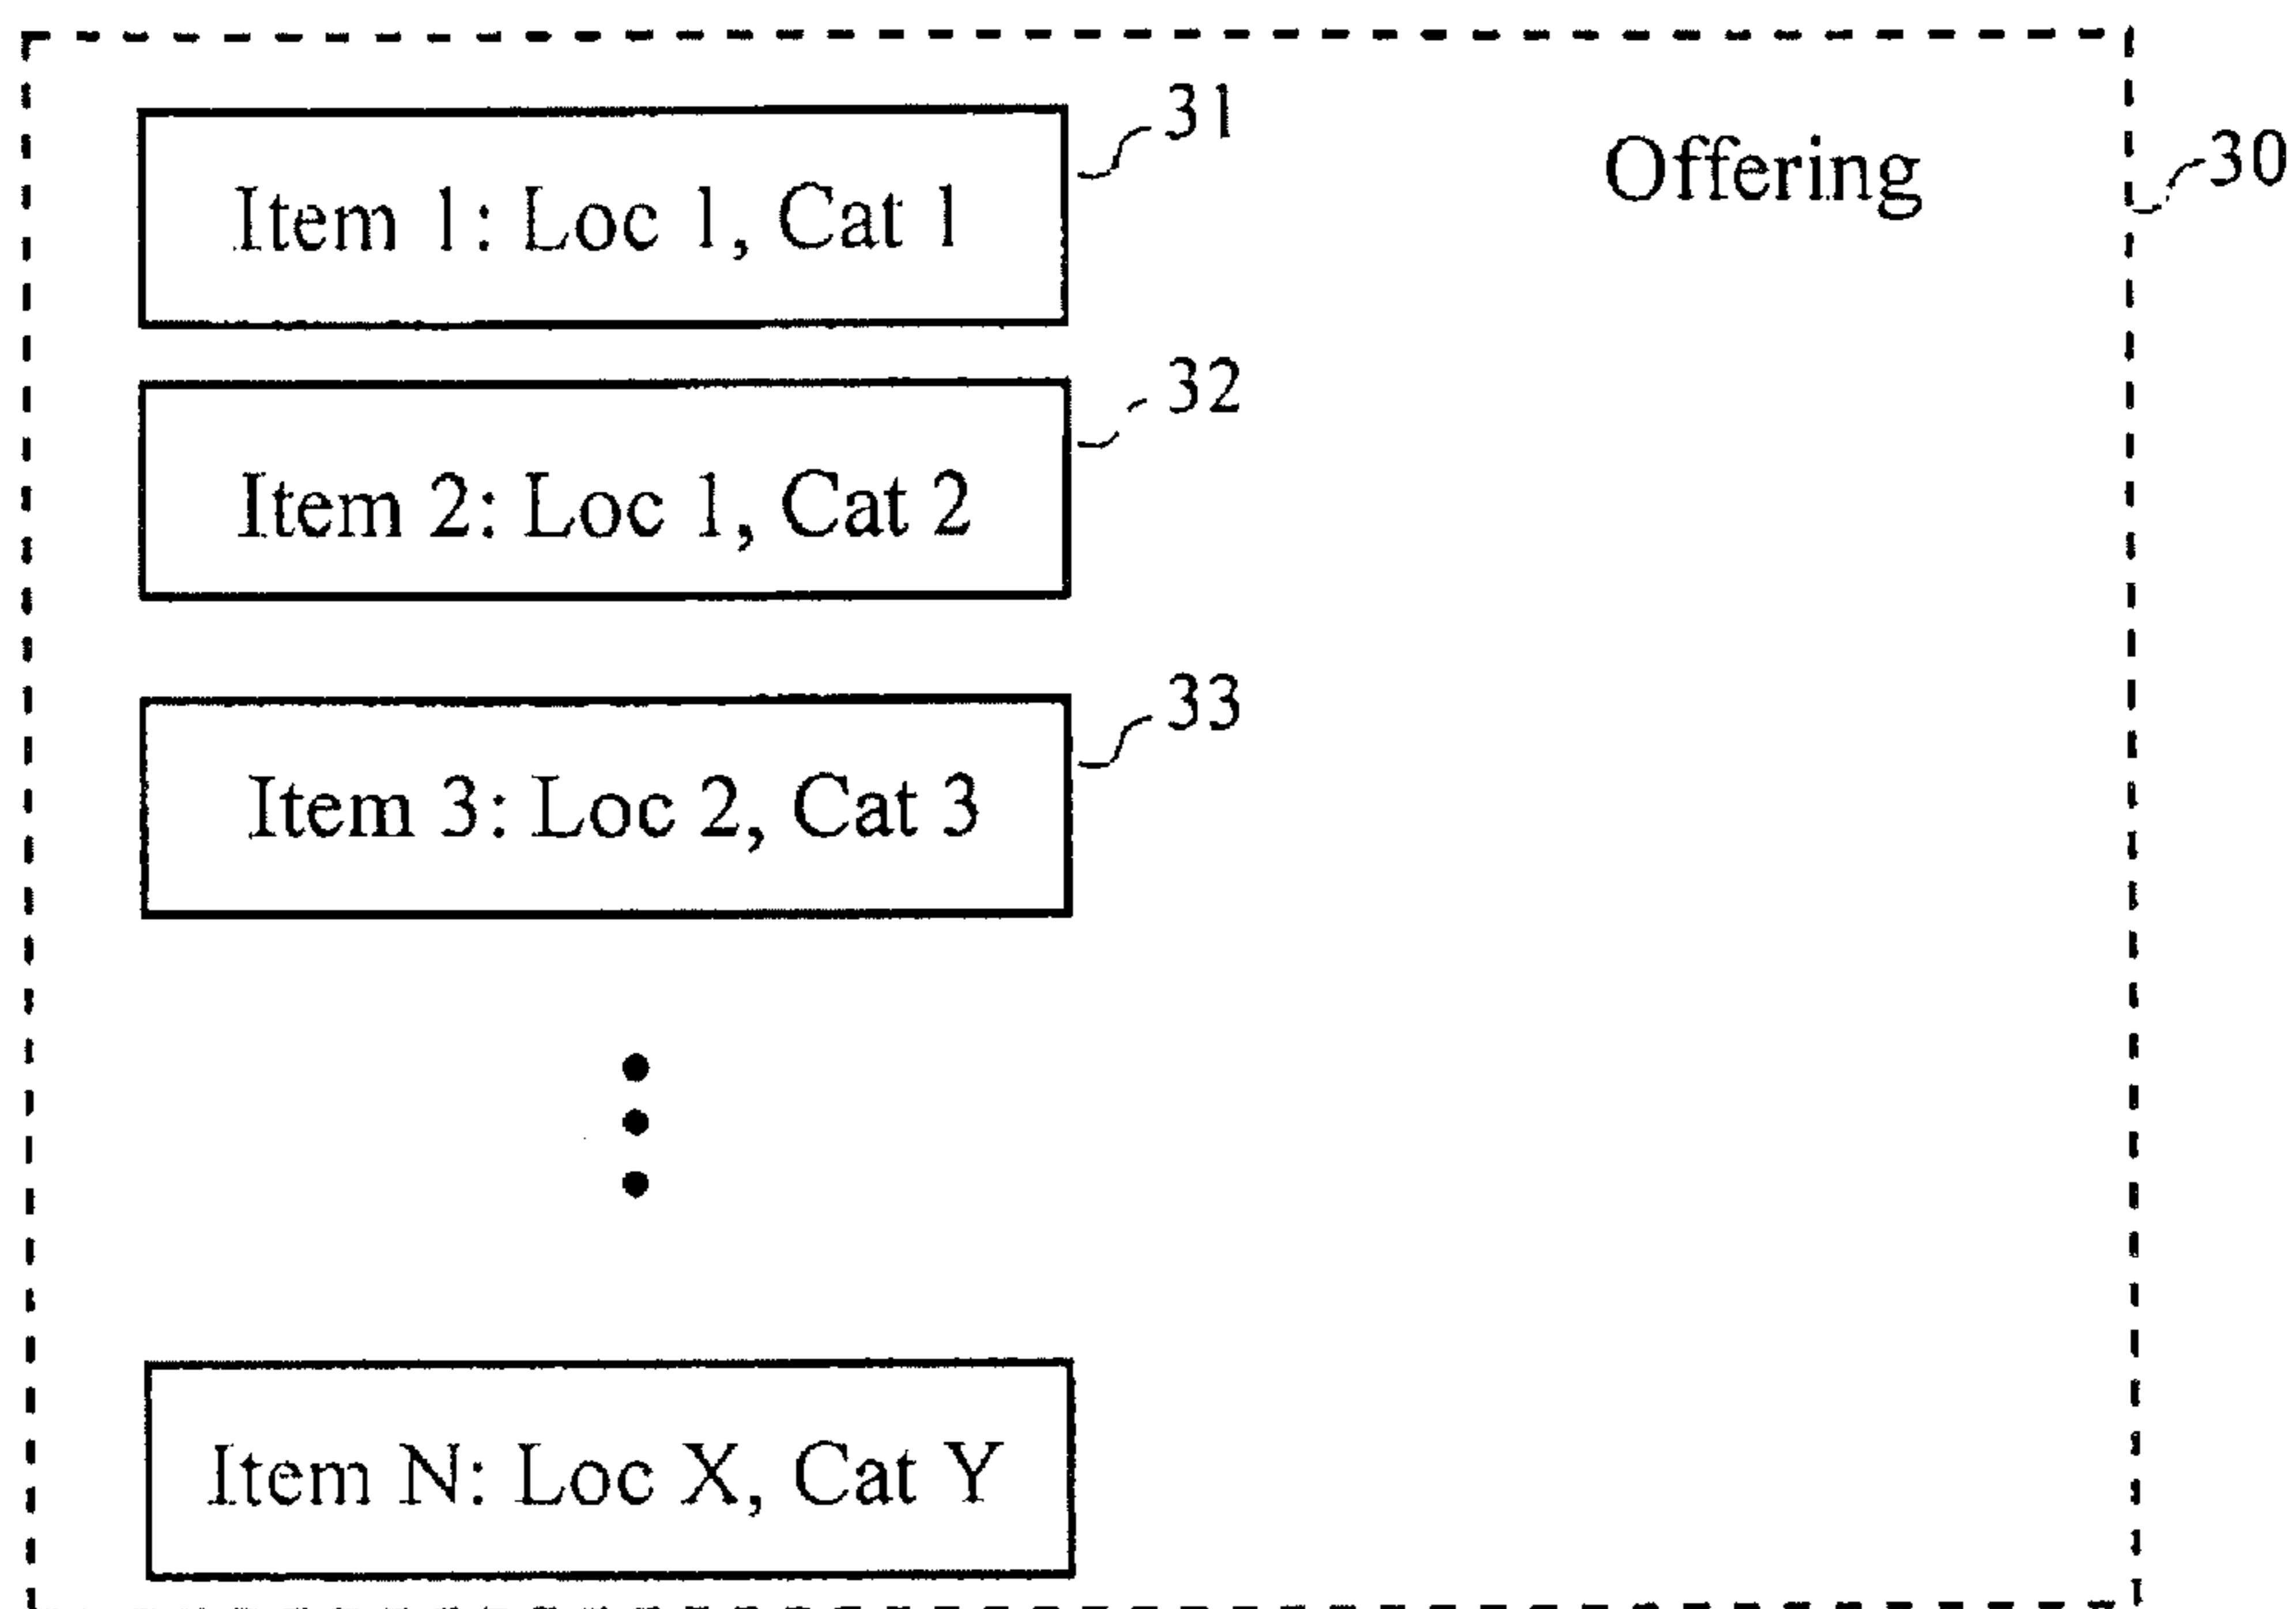 31
Offering
30
Item 1: Loc 1, Cat 1
32
Item 2: Loc 1, Cat 2
33
Item 3: Loc 2, Cat 3
Item N: Loc X, Cat Y